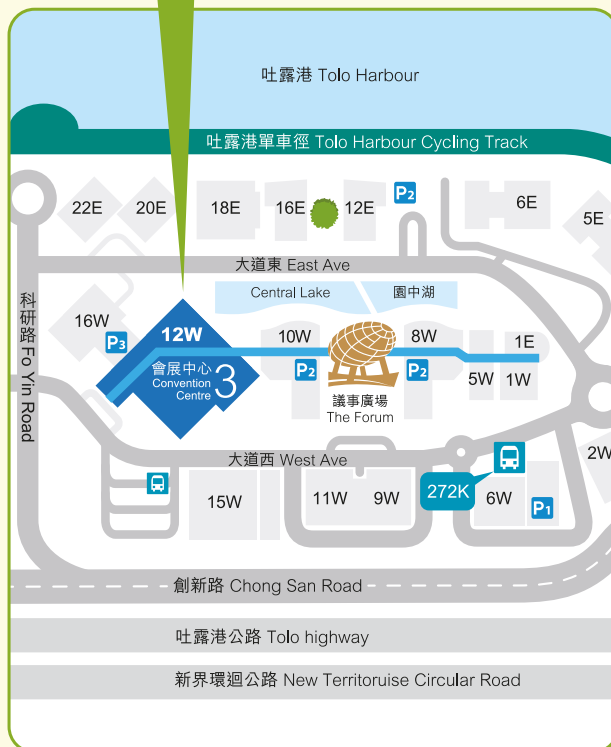 吐露港 Tolo Harbour
吐露港單車徑 Tolo Harbour Cycling Track
22E
20E
18E
16E
12E
P2
6E
5E
大道東 East Ave
Central Lake
園中湖
科研路 Fo Yin Road
16W
P3
12W
會展中心
Convention
Centre
3
10W
P2
8W
P2
議事廣場
The Forum
5W
1E
1W
大道西 West Ave
15W
11W
9W
272K
6W
P1
2W
創新路 Chong San Road
吐露港公路 Tolo highway
新界環迴公路 New Territoruise Circular Road